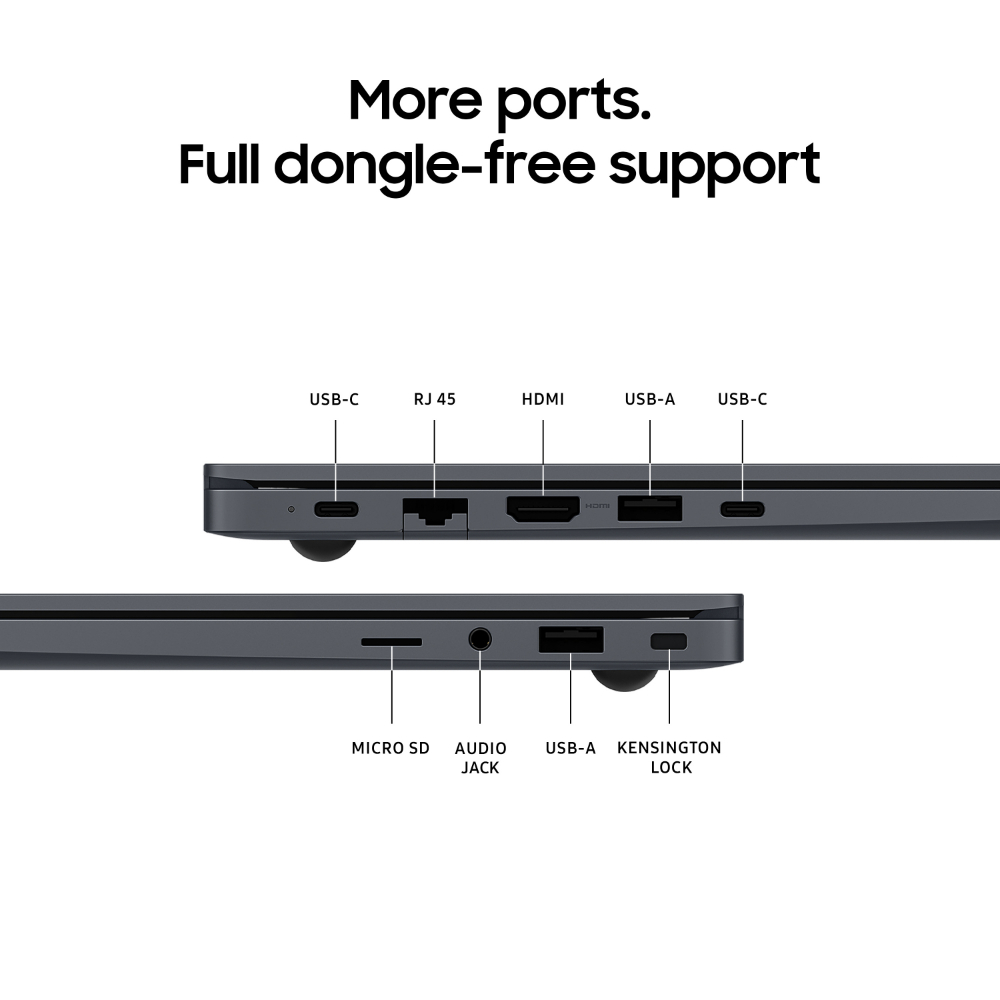 More ports.
Full dongle-free support
USB-C RJ 45 HDMI USB-A USB-C
HDMI
MICRO SD AUDIO JACK USB-A KENSINGTON LOCK